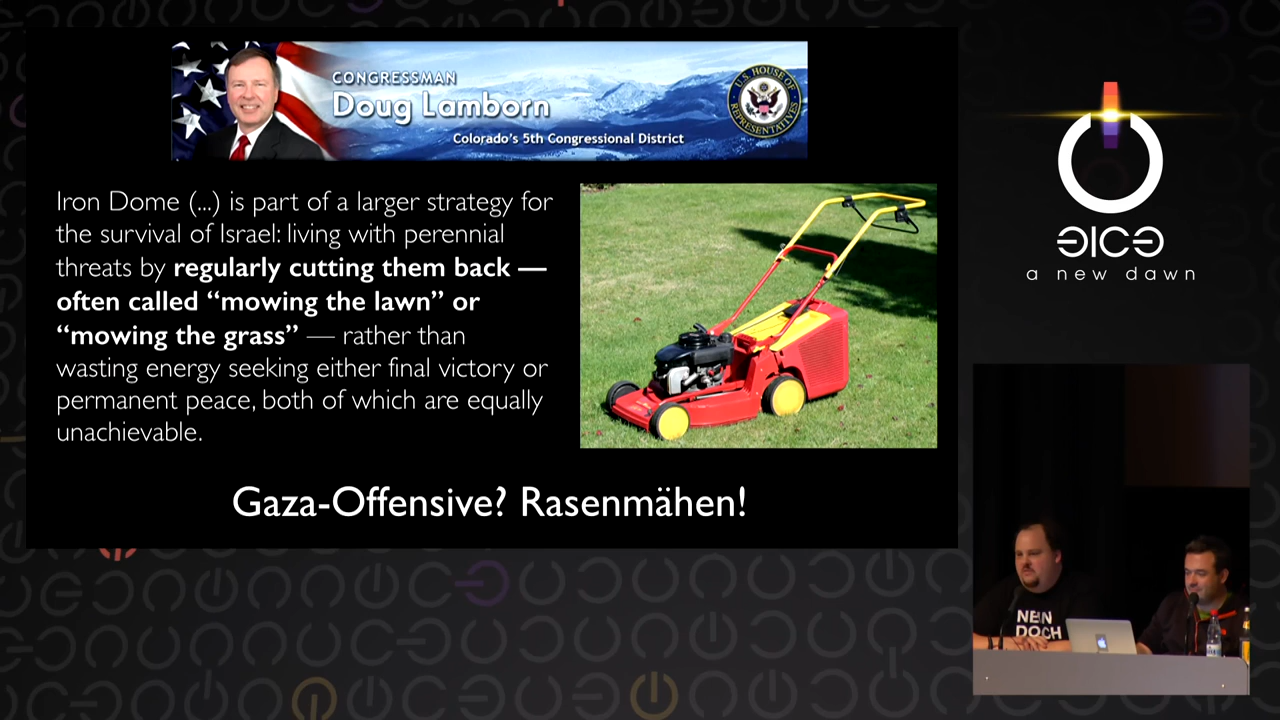 CONGRESSMAN
Doug Lamborn
Colorado's 5th Congressional District
U.S. HOUSE OF REPRESENTATIVES
Iron Dome (...) is part of a larger strategy for
the survival of Israel: living with perennial
threats by regularly cutting them back —
often called “mowing the lawn” or
“mowing the grass” — rather than
wasting energy seeking either final victory or
permanent peace, both of which are equally
unachievable.
Gaza-Offensive? Rasenmähen!
31C3
a new dawn
NEIN
DOCH